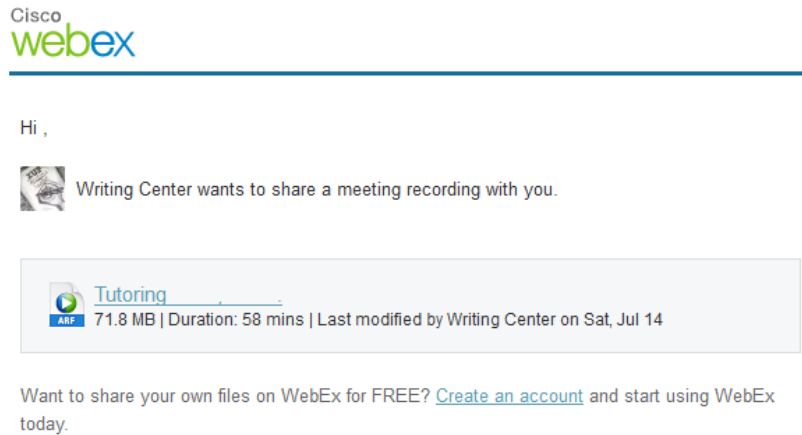 Cisco
webex
Hi ,
Writing Center wants to share a meeting recording with you.
Tutoring , .
ARF
71.8 MB | Duration: 58 mins | Last modified by Writing Center on Sat, Jul 14
Want to share your own files on WebEx for FREE? Create an account and start using WebEx
today.